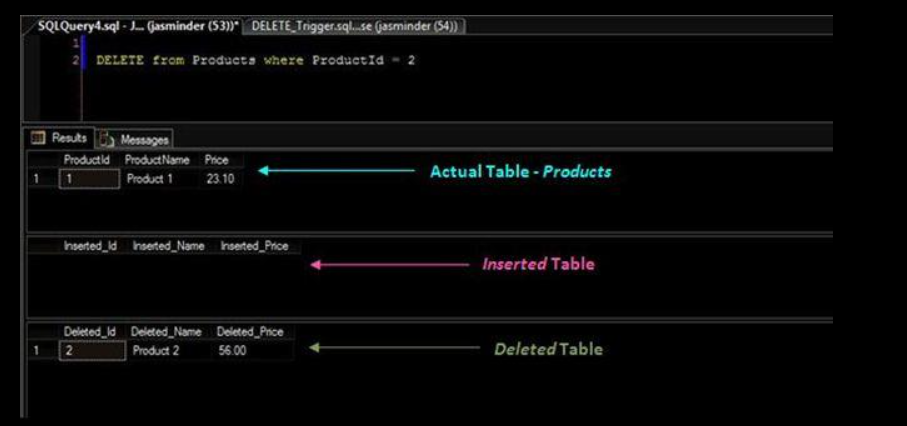 SQLQuery4.sql - J... (jasminder (53))* DELETE_Trigger.sql...se (jasminder (54))
1
2 DELETE from Products where ProductId = 2
Results Messages
ProductId ProductName Price
1 1 Product 1 23.10
Actual Table - Products
Inserted_Id Inserted_Name Inserted_Price
Inserted Table
Deleted_Id Deleted_Name Deleted_Price
1 2 Product 2 56.00
Deleted Table